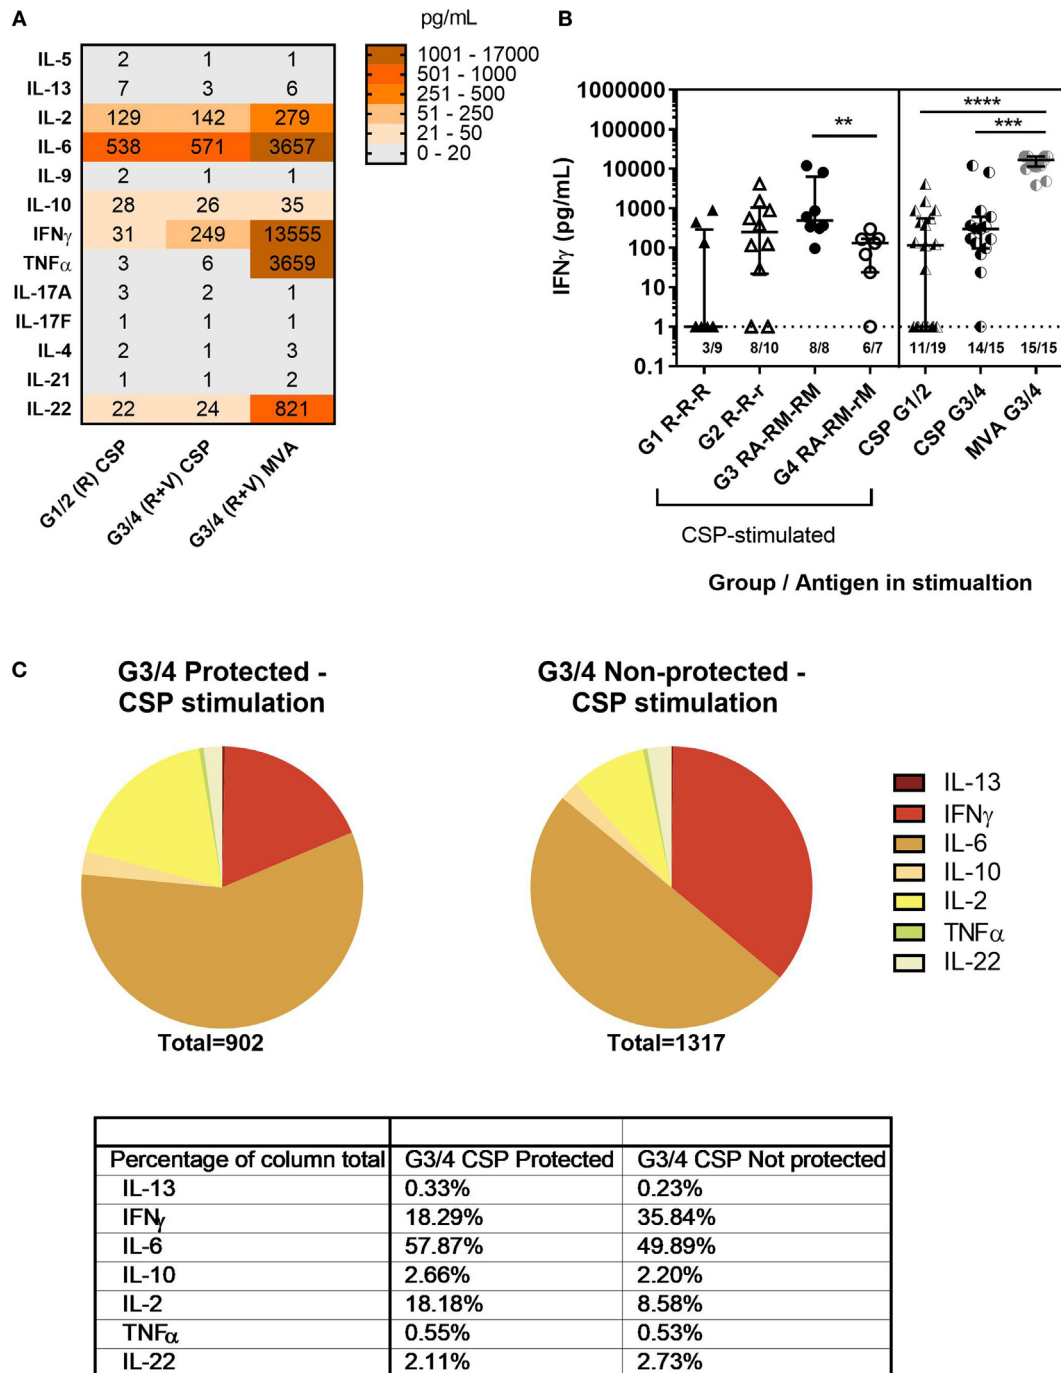 A
pg/mL
1001 - 17000
501 - 1000
251 - 500
51 - 250
21 - 50
0 - 20
IL-5 2 1 1
IL-13 7 3 6
IL-2 129 142 279
IL-6 538 571 3657
IL-9 2 1 1
IL-10 28 26 35
IFNγ 31 249 13555
TNFα 3 6 3659
IL-17A 3 2 1
IL-17F 1 1 1
IL-4 2 1 3
IL-21 1 1 2
IL-22 22 24 821
G1/2 (R) CSP
G3/4 (R+V) CSP
G3/4 (R+V) MVA
B
IFNγ (pg/mL)
1000000
100000
10000
1000
100
10
1
0.1
**
****
***
3/9 8/10 8/8 6/7 11/19 14/15 15/15
G1 R-R-R
G2 R-R-r
G3 RA-RM-RM
G4 RA-RM-rM
CSP G1/2
CSP G3/4
MVA G3/4
CSP-stimulated
Group / Antigen in stimualtion
C
G3/4 Protected -
CSP stimulation
Total=902
G3/4 Non-protected -
CSP stimulation
Total=1317
IL-13
IFNγ
IL-6
IL-10
IL-2
TNFα
IL-22
Percentage of column total G3/4 CSP Protected G3/4 CSP Not protected
IL-13 0.33% 0.23%
IFNγ 18.29% 35.84%
IL-6 57.87% 49.89%
IL-10 2.66% 2.20%
IL-2 18.18% 8.58%
TNFα 0.55% 0.53%
IL-22 2.11% 2.73%